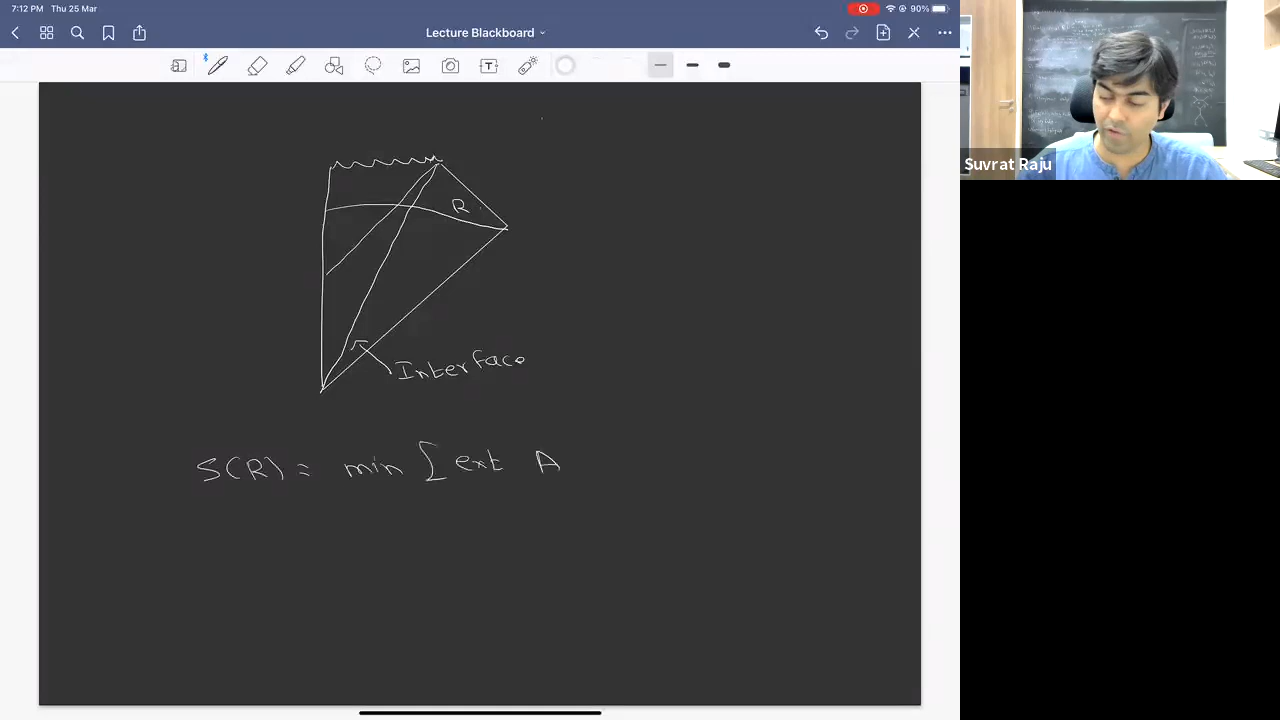 7:12 PM Thu 25 Mar
90%
Lecture Blackboard
T
Suvrat Raju
R
Interface
S(R) = min [ ext A